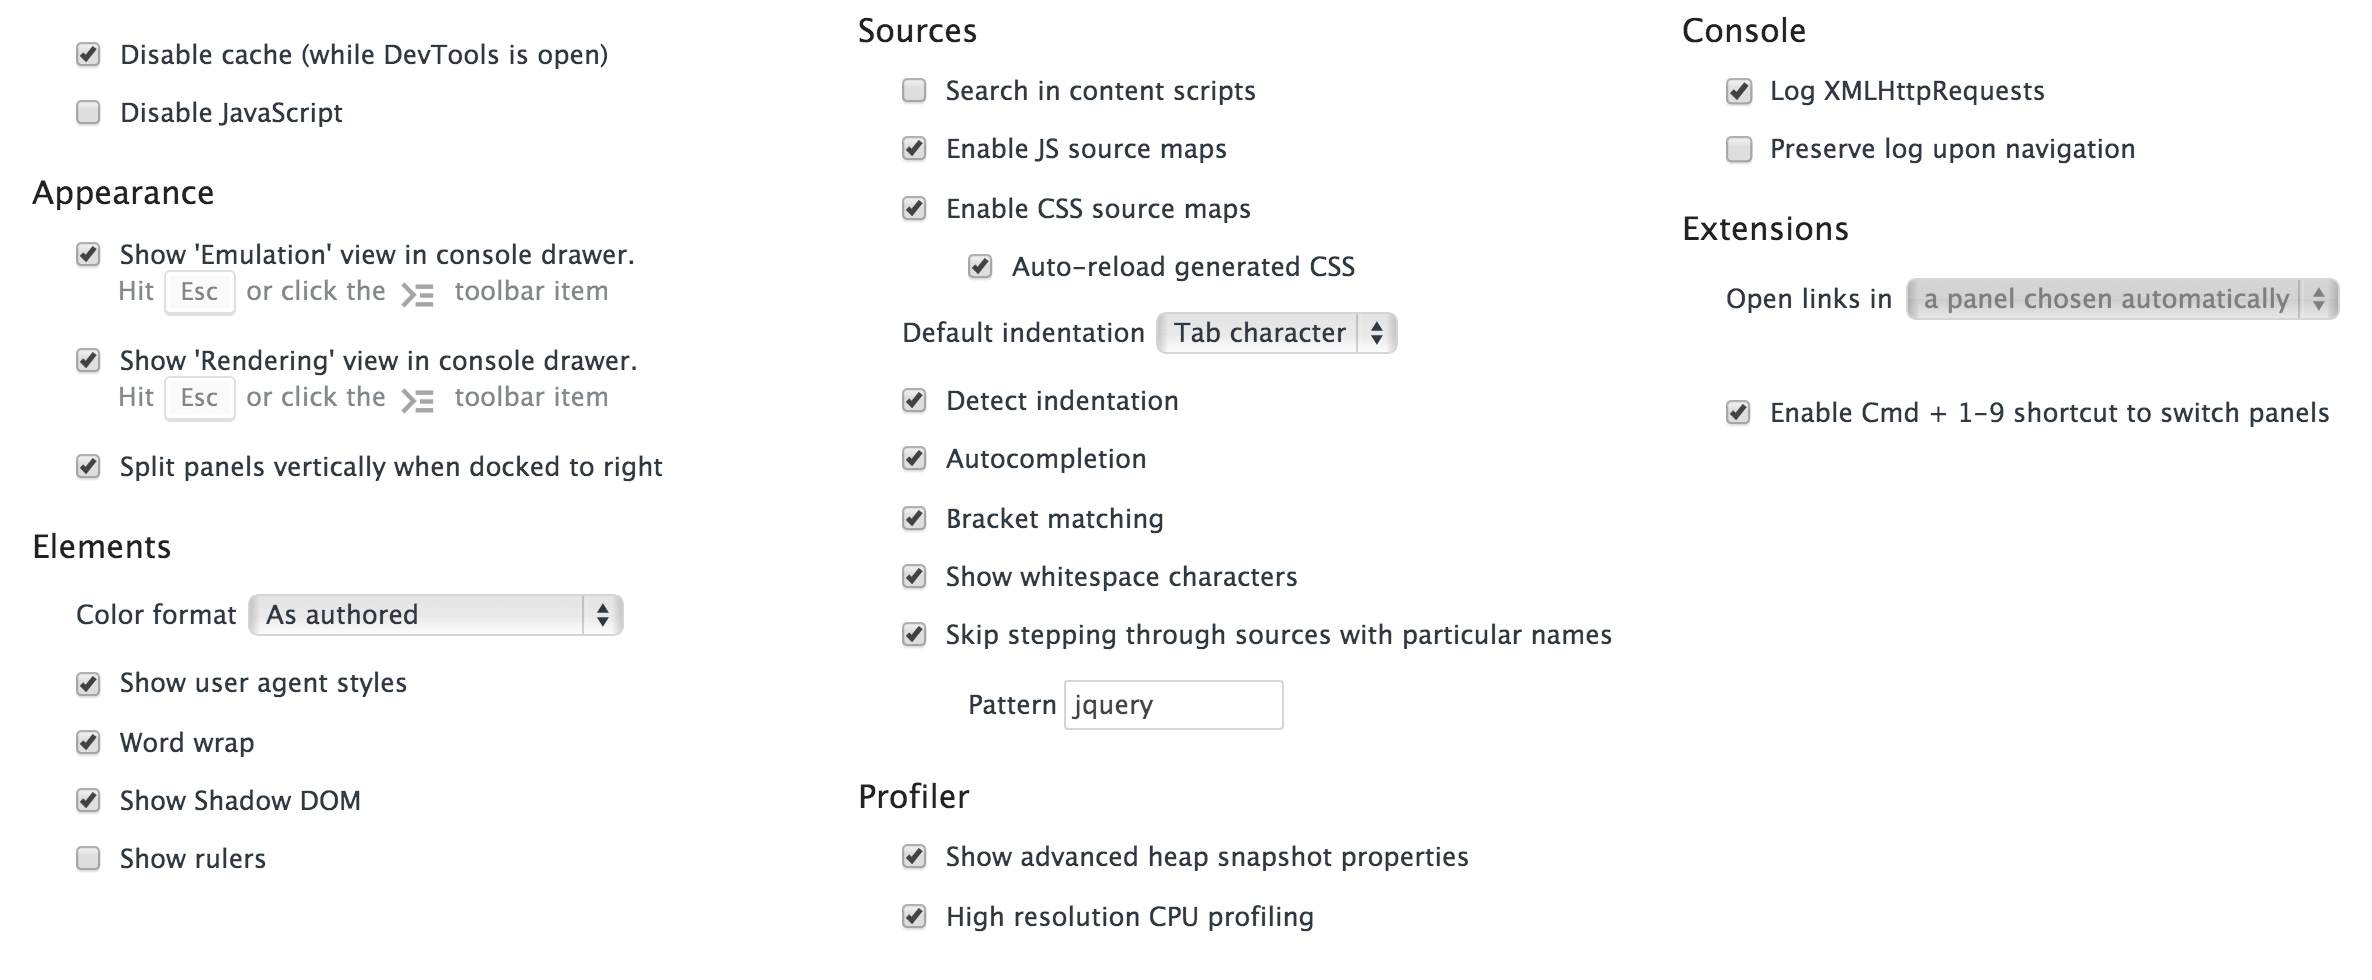 Disable cache (while DevTools is open)
Disable JavaScript
Appearance
Show 'Emulation' view in console drawer.
Hit Esc or click the toolbar item
Show 'Rendering' view in console drawer.
Hit Esc or click the toolbar item
Split panels vertically when docked to right
Elements
Color format As authored
Show user agent styles
Word wrap
Show Shadow DOM
Show rulers
Sources
Search in content scripts
Enable JS source maps
Enable CSS source maps
Auto-reload generated CSS
Default indentation Tab character
Detect indentation
Autocompletion
Bracket matching
Show whitespace characters
Skip stepping through sources with particular names
Pattern jquery
Profiler
Show advanced heap snapshot properties
High resolution CPU profiling
Console
Log XMLHttpRequests
Preserve log upon navigation
Extensions
Open links in a panel chosen automatically
Enable Cmd + 1-9 shortcut to switch panels